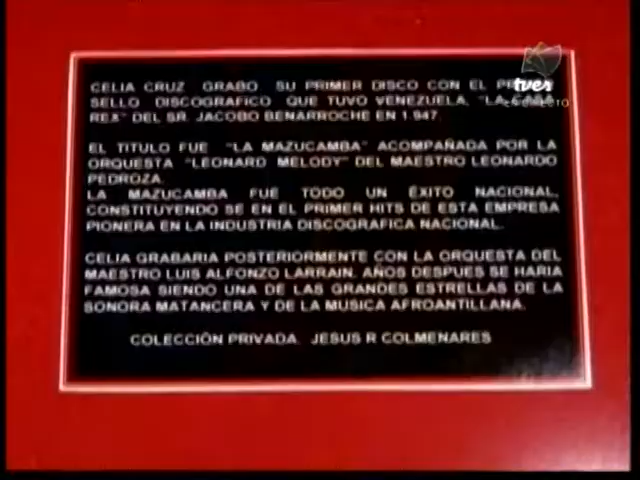 CELIA CRUZ GRABO SU PRIMER DISCO CON EL
SELLO DISCOGRAFICO QUE TUVO VENEZUELA, "LA CASA
REX" DEL SR. JACOBO BENARROCHE EN 1.947.
EL TITULO FUE "LA MAZUCAMBA" ACOMPAÑADA POR LA
ORQUESTA "LEONARD MELODY" DEL MAESTRO LEONARDO
PEDROZA.
LA MAZUCAMBA FUE TODO UN ÉXITO NACIONAL,
CONSTITUYENDO SE EN EL PRIMER HITS DE ESTA EMPRESA
PIONERA EN LA INDUSTRIA DISCOGRAFICA NACIONAL.
CELIA GRABARIA POSTERIORMENTE CON LA ORQUESTA DEL
MAESTRO LUIS ALFONZO LARRAIN. AÑOS DESPUES SE HARIA
FAMOSA SIENDO UNA DE LAS GRANDES ESTRELLAS DE LA
SONORA MATANCERA Y DE LA MUSICA AFROANTILLANA.
COLECCIÓN PRIVADA JESUS R COLMENARES
tves